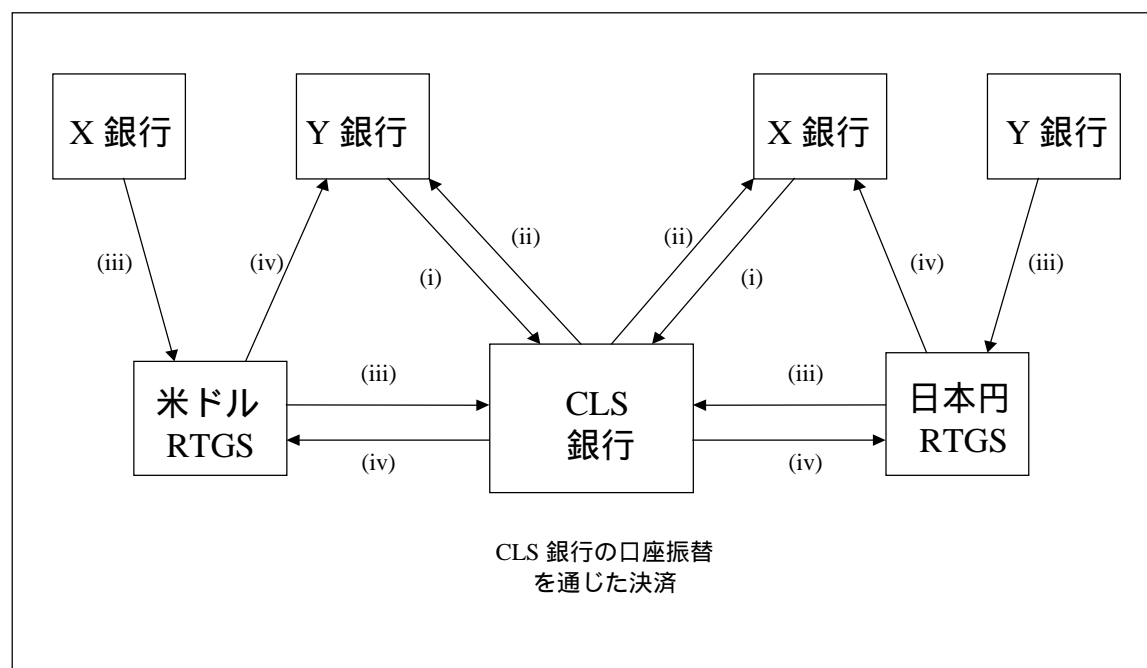 X 銀行
Y 銀行
X 銀行
Y 銀行
(iii)
(iv)
(i)
(ii)
(ii)
(i)
(iv)
(iii)
米ドル
RTGS
(iii)
(iv)
CLS
銀行
(iii)
(iv)
日本円
RTGS
CLS 銀行の口座振替
を通じた決済